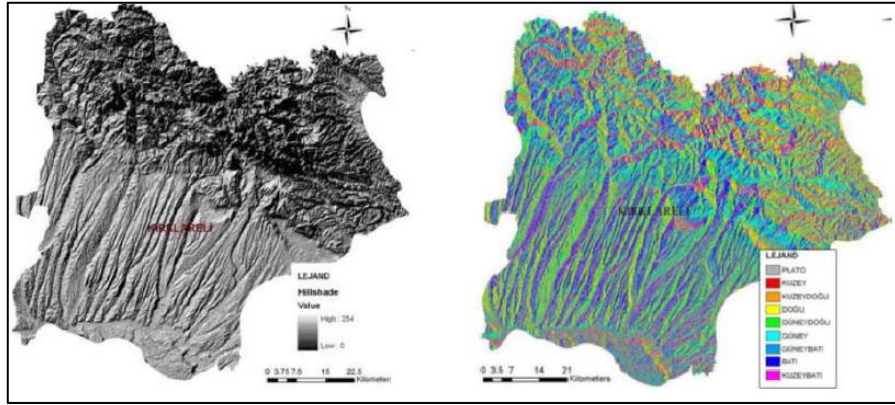 N
KIRKLARELİ
LEJAND
Hillshade
Value
High : 254
Low : 0
0 3.75 7.5 15 22.5
Kilometers
KIRKLARELİ
LEJAND
PLATO
KUZEY
KUZEYDOĞU
DOĞU
GÜNEYDOĞU
GÜNEY
GÜNEYBATI
BATI
KUZEYBATI
0 3.5 7 14 21
Kilometers